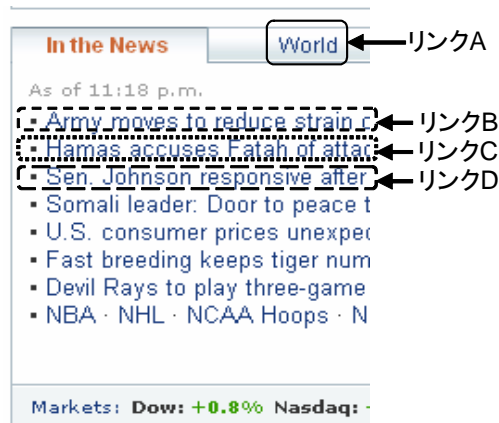 In the News World リンクA
As of 11:18 p.m.
▪ Army moves to reduce strain リンクB
▪ Hamas accuses Fatah of attac リンクC
▪ Sen. Johnson responsive after リンクD
▪ Somali leader: Door to peace t
▪ U.S. consumer prices unexpec
▪ Fast breeding keeps tiger num
▪ Devil Rays to play three-game
▪ NBA · NHL · NCAA Hoops · N
Markets: Dow: +0.8% Nasdaq: